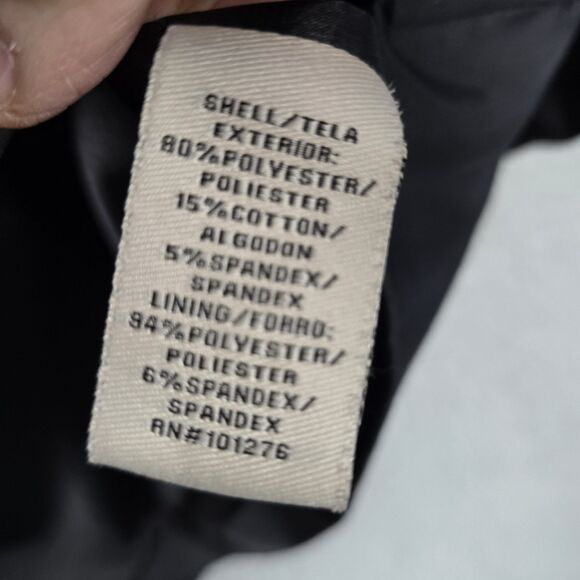 SHELL/TELA
EXTERIOR:
80%POLYESTER/
POLIESTER
15%COTTON/
ALGODON
5%SPANDEX/
SPANDEX
LINING/FORRO:
94%POLYESTER/
POLIESTER
6%SPANDEX/
SPANDEX
RN#101276